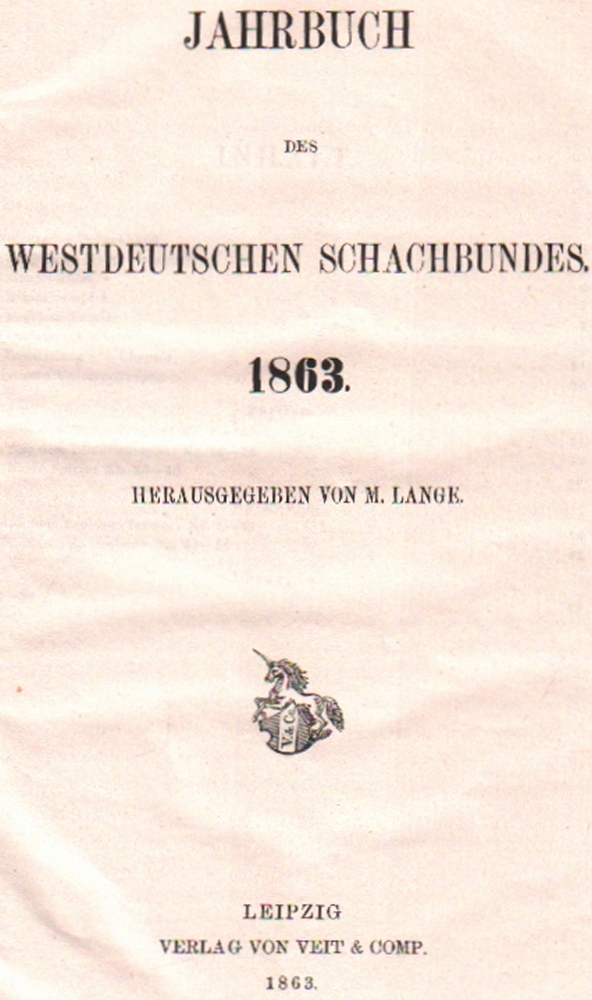 JAHRBUCH
DES
WESTDEUTSCHEN SCHACHBUNDES.
1863.
HERAUSGEGEBEN VON M. LANGE.
V. & C.
LEIPZIG
VERLAG VON VEIT & COMP.
1863.